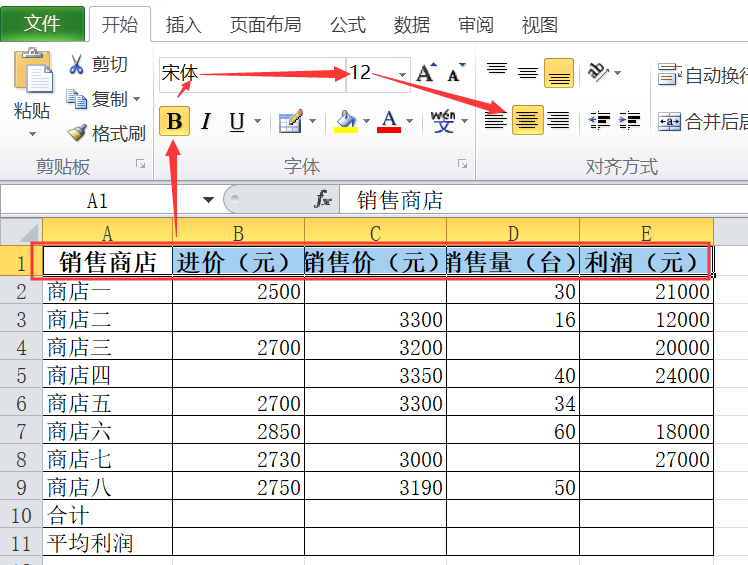 文件 开始 插入 页面布局 公式 数据 审阅 视图
剪切 宋体 12 A A 自动换行
粘贴 复制
格式刷 B I U A wén 文 合并后居
剪贴板 字体 对齐方式
A1 fx 销售商店
A B C D E
1 销售商店 进价（元） 销售价（元） 销售量（台） 利润（元）
2 商店一 2500 30 21000
3 商店二 3300 16 12000
4 商店三 2700 3200 20000
5 商店四 3350 40 24000
6 商店五 2700 3300 34
7 商店六 2850 60 18000
8 商店七 2730 3000 27000
9 商店八 2750 3190 50
10 合计
11 平均利润